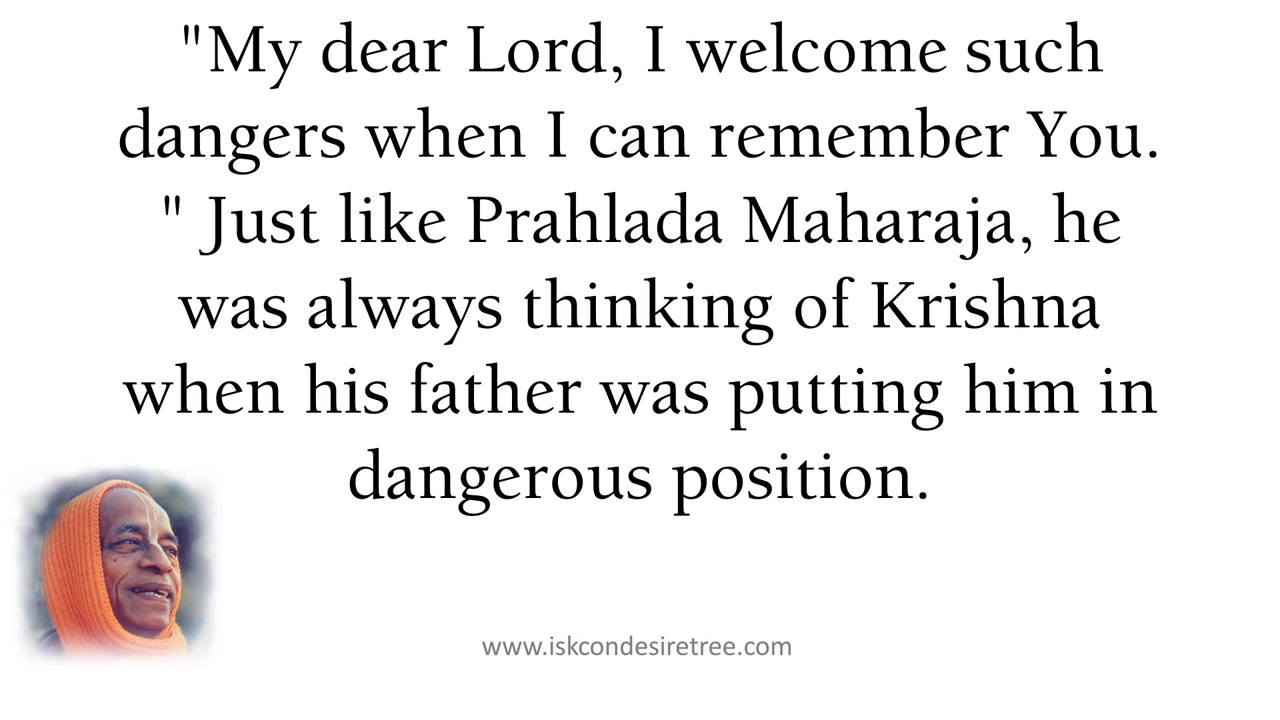 "My dear Lord, I welcome such
dangers when I can remember You.
" Just like Prahlada Maharaja, he
was always thinking of Krishna
when his father was putting him in
dangerous position.
www.iskcondesiretree.com